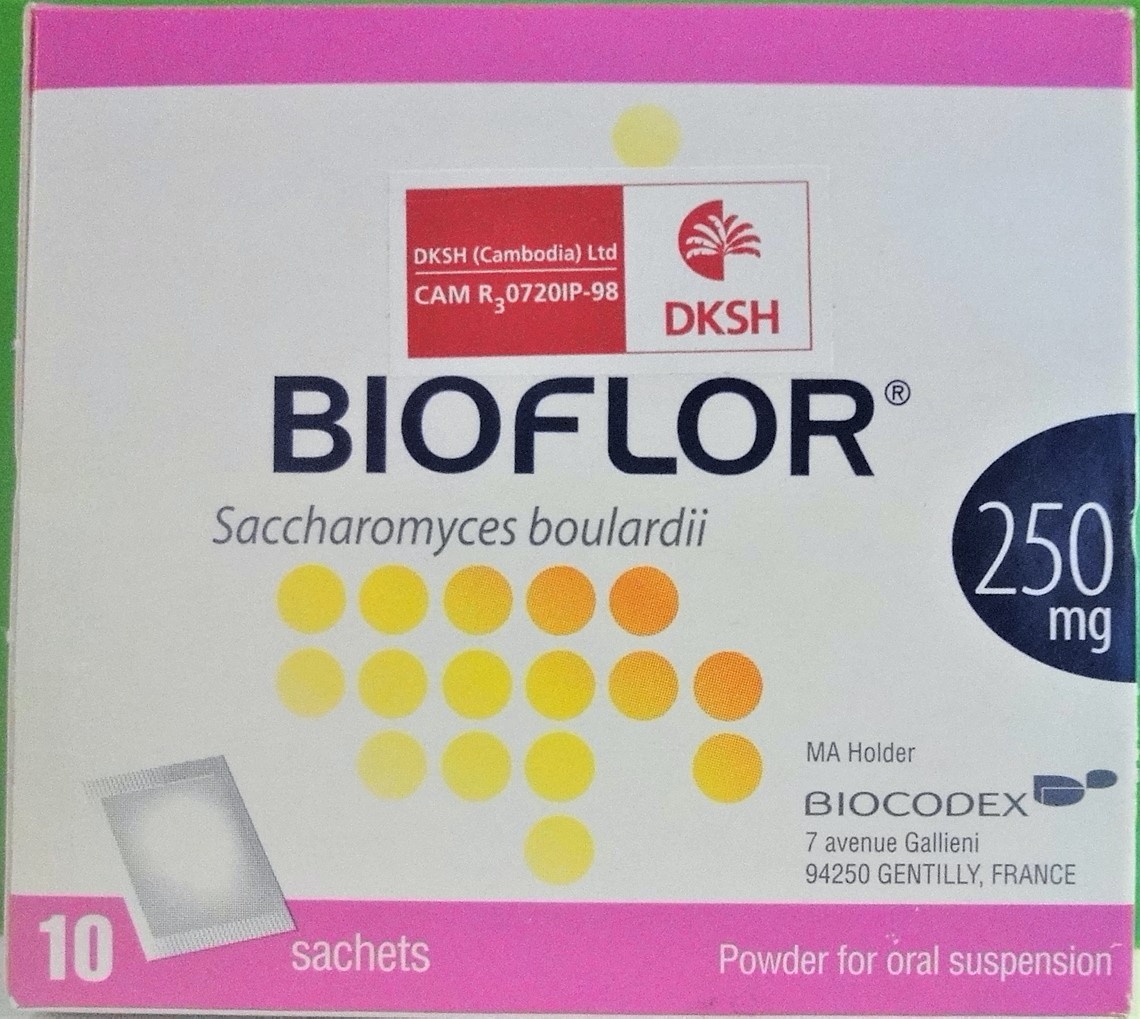 DKSH (Cambodia) Ltd
CAM R30720IP-98
DKSH
BIOFLOR®
Saccharomyces boulardii
250
mg
MA Holder
BIOCODEX
7 avenue Gallieni
94250 GENTILLY, FRANCE
10 sachets
Powder for oral suspension